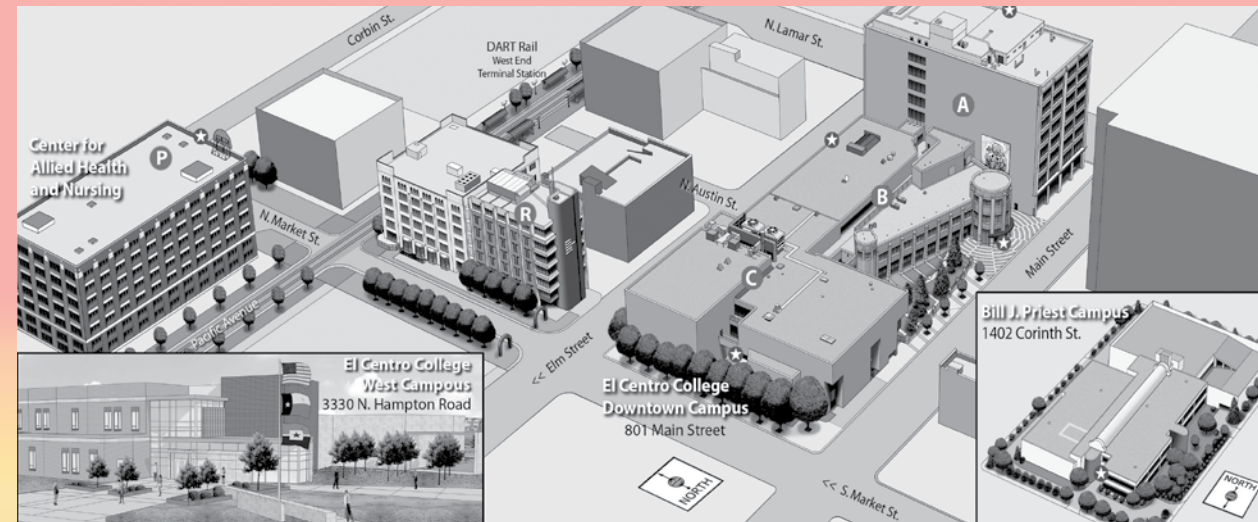 Corbin St.
DART Rail
West End
Terminal Station
N. Lamar St.
A
Center for
Allied Health
and Nursing
P
N. Market St.
R
N. Austin St.
B
Main Street
C
Pacific Avenue
<< Elm Street
El Centro College
Downtown Campus
801 Main Street
El Centro College
West Campous
3330 N. Hampton Road
Bill J. Priest Campus
1402 Corinth St.
NORTH
<< S. Market St.
NORTH